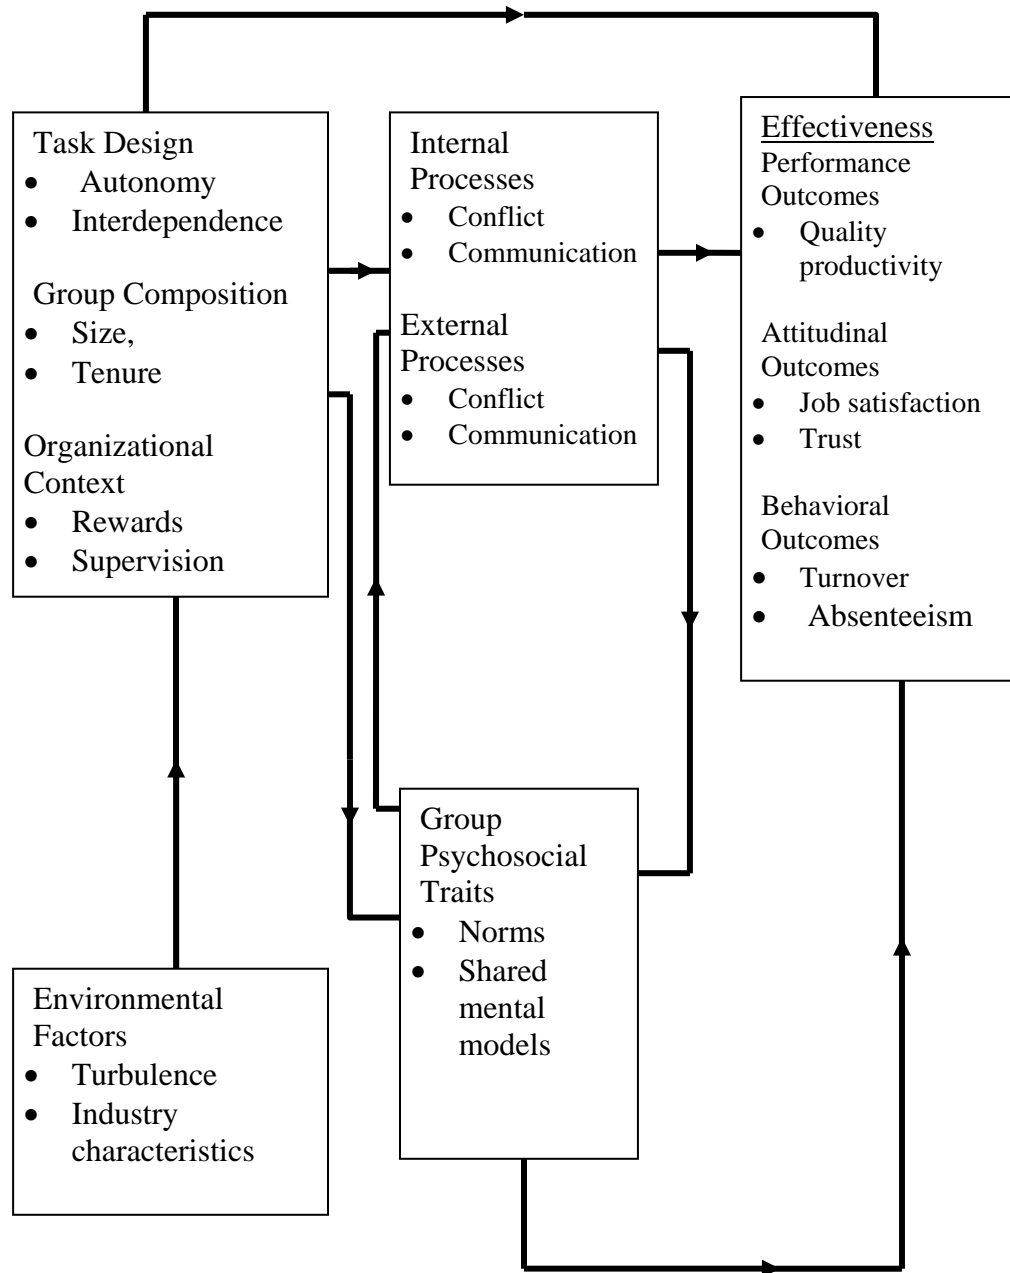 Task Design
• Autonomy
• Interdependence
Group Composition
• Size,
• Tenure
Organizational
Context
• Rewards
• Supervision
Internal
Processes
• Conflict
• Communication
External
Processes
• Conflict
• Communication
Effectiveness
Performance
Outcomes
• Quality
productivity
Attitudinal
Outcomes
• Job satisfaction
• Trust
Behavioral
Outcomes
• Turnover
• Absenteeism
Group
Psychosocial
Traits
• Norms
• Shared
mental
models
Environmental
Factors
• Turbulence
• Industry
characteristics